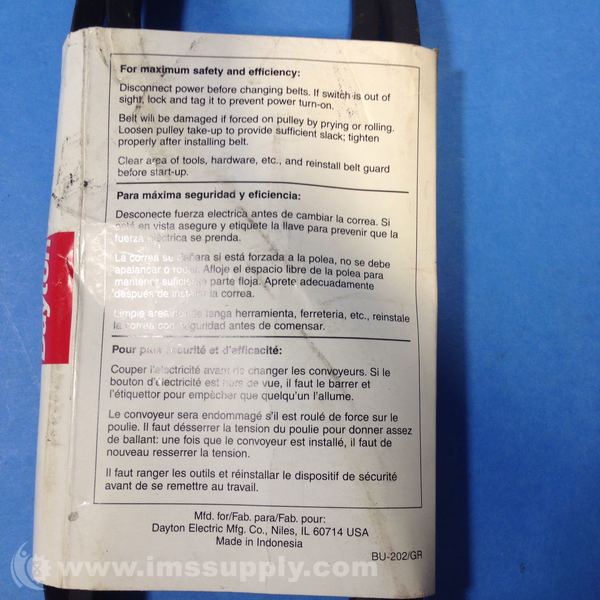 For maximum safety and efficiency:
Disconnect power before changing belts. If switch is out of
sight, lock and tag it to prevent power turn-on.
Belt will be damaged if forced on pulley by prying or rolling.
Loosen pulley take-up to provide sufficient slack; tighten
properly after installing belt.
Clear area of tools, hardware, etc., and reinstall belt guard
before start-up.
Para máxima seguridad y eficiencia:
Desconecte fuerza electrica antes de cambiar la correa. Si
está en vista asegure y etiquete la llave para prevenir que la
fuerza eléctrica se prenda.
La correa se dañara si está forzada a la polea, no se debe
apalancar o rodar. Afloje el espacio libre de la polea para
mantener suficiente parte floja. Aprete adecuadamente
después de instalar la correa.
Limpie area no se tanga herramienta, ferreteria, etc., reinstale
la correa con seguridad antes de comensar.
Pour plus sécurité et d'efficacité:
Couper l'électricité avant de changer les convoyeurs. Si le
bouton d'électricité est hors de vue, il faut le barrer et
l'étiquettor pour empêcher que quelqu'un l'allume.
Le convoyeur sera endommagé s'il est roulé de force sur le
poulie. Il faut désserrer la tension du poulie pour donner assez
de ballant: une fois que le convoyeur est installé, il faut de
nouveau resserrer la tension.
Il faut ranger les outils et réinstallar le dispositif de sécurité
avant de se remettre au travail.
Mfd. for/Fab. para/Fab. pour:
Dayton Electric Mfg. Co., Niles, IL 60714 USA
Made in Indonesia
BU-202/GR
Dayton
www.imssupply.com